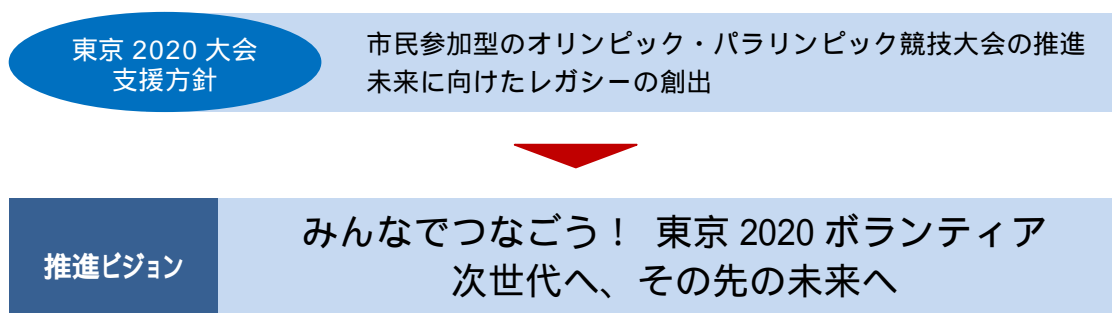 東京 2020 大会
支援方針
市民参加型のオリンピック・パラリンピック競技大会の推進
未来に向けたレガシーの創出
推進ビジョン
みんなでつなごう！ 東京 2020 ボランティア
次世代へ、その先の未来へ